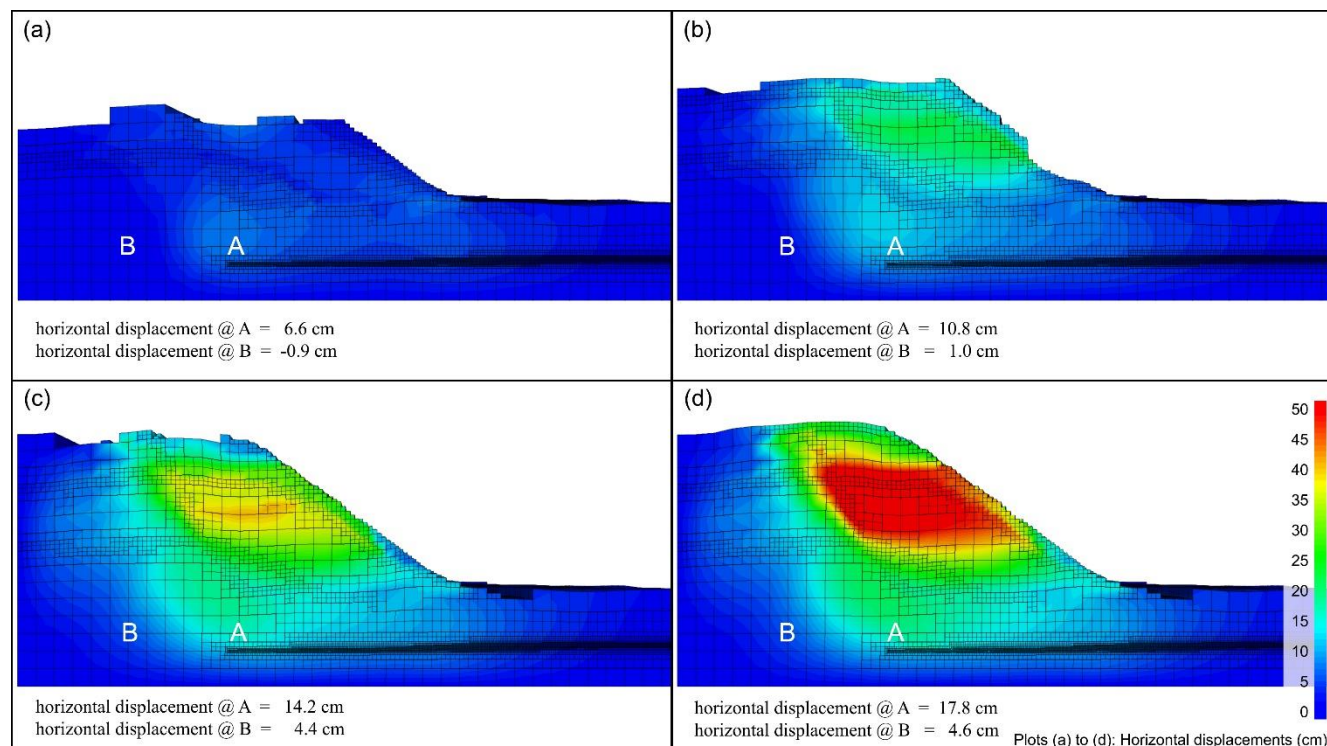 (a)
B
A
horizontal displacement @ A = 6.6 cm
horizontal displacement @ B = -0.9 cm
(b)
B
A
horizontal displacement @ A = 10.8 cm
horizontal displacement @ B = 1.0 cm
(c)
B
A
horizontal displacement @ A = 14.2 cm
horizontal displacement @ B = 4.4 cm
(d)
B
A
horizontal displacement @ A = 17.8 cm
horizontal displacement @ B = 4.6 cm
50
45
40
35
30
25
20
15
10
5
0
Plots (a) to (d): Horizontal displacements (cm)